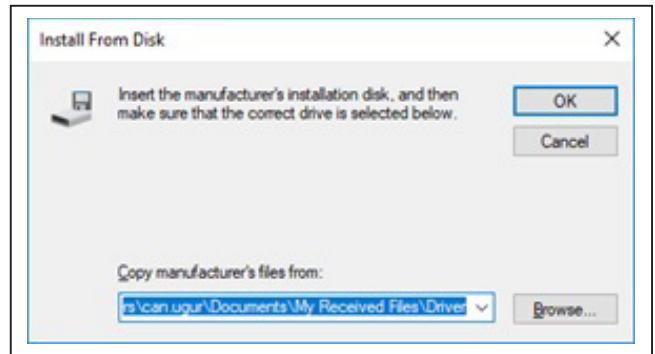 Install From Disk
Insert the manufacturer's installation disk, and then
make sure that the correct drive is selected below.
OK
Cancel
Copy manufacturer's files from:
rs\can.ugur\Documents\My Received Files\Driver
Browse...